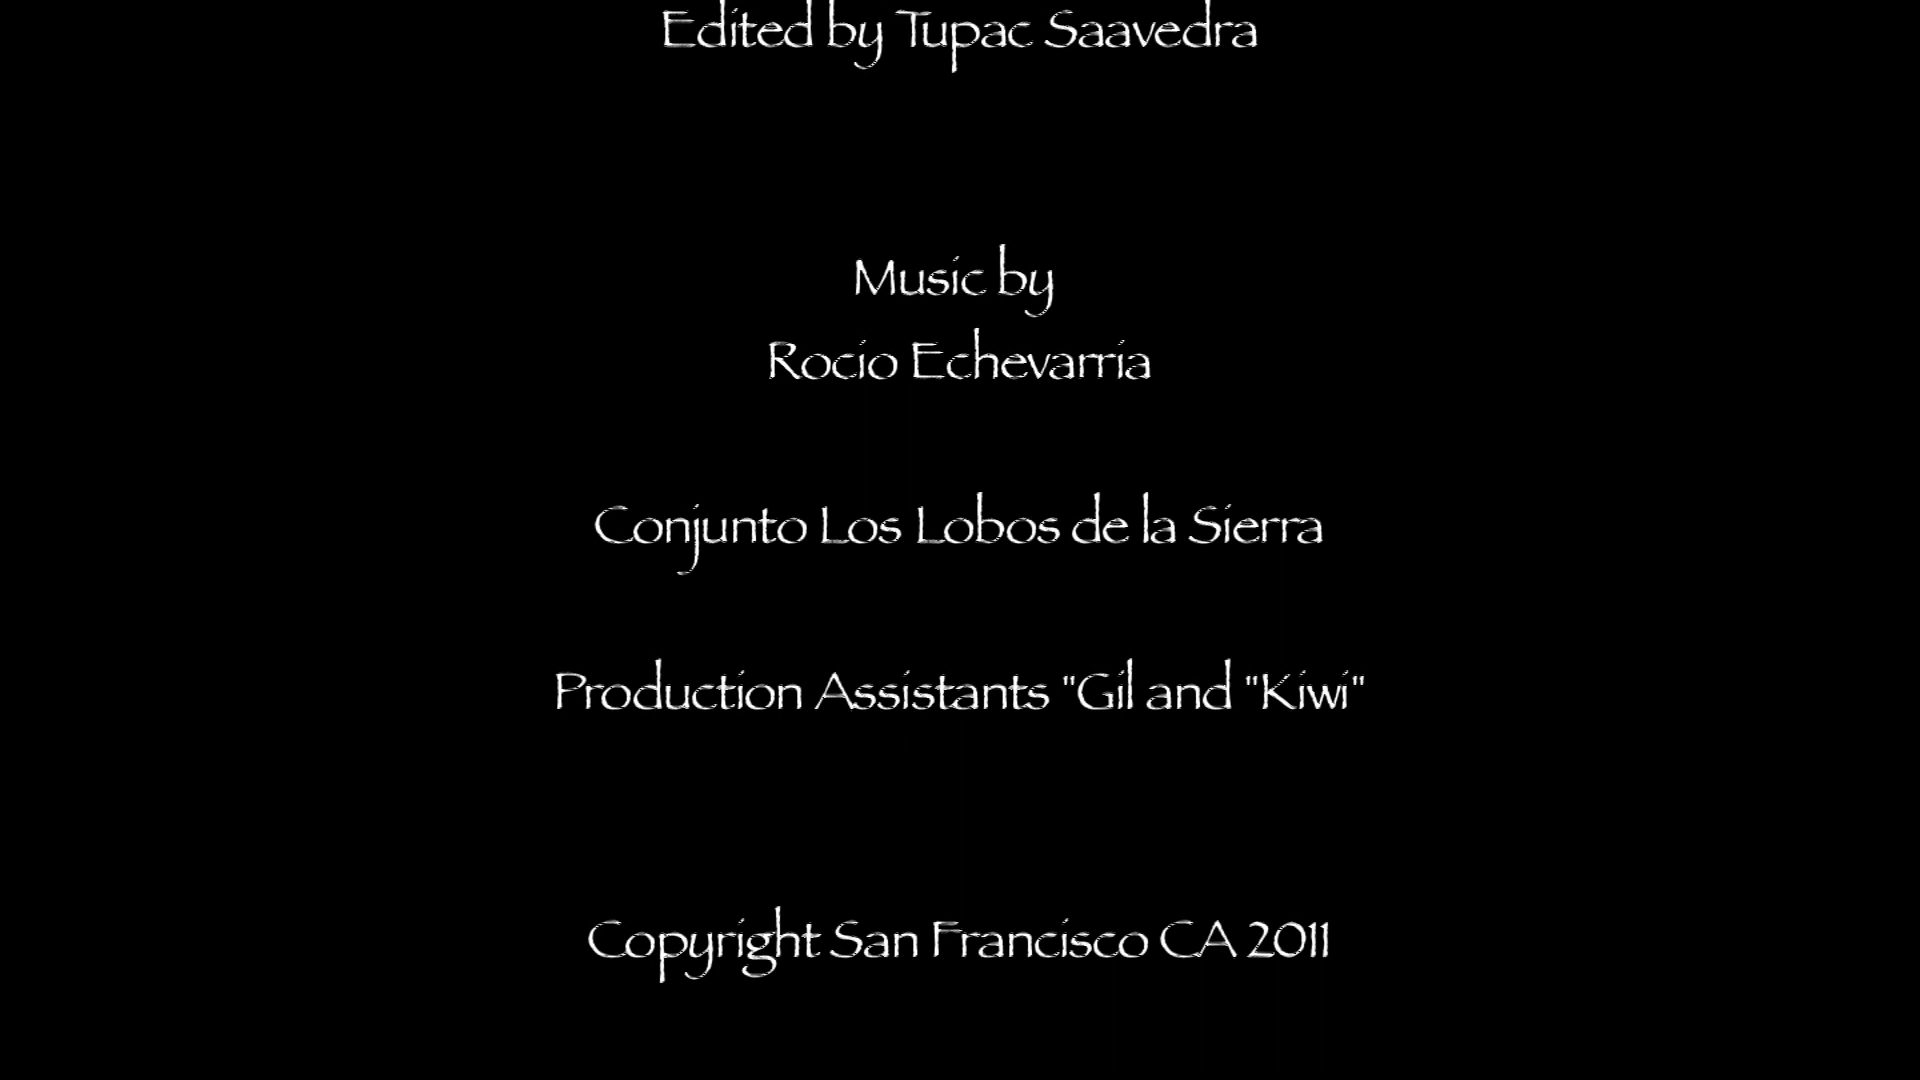 Edited by Tupac Saavedra
Music by
Rocio Echevarria
Conjunto Los Lobos de la Sierra
Production Assistants "Gil and "Kiwi"
Copyright San Francisco CA 2011